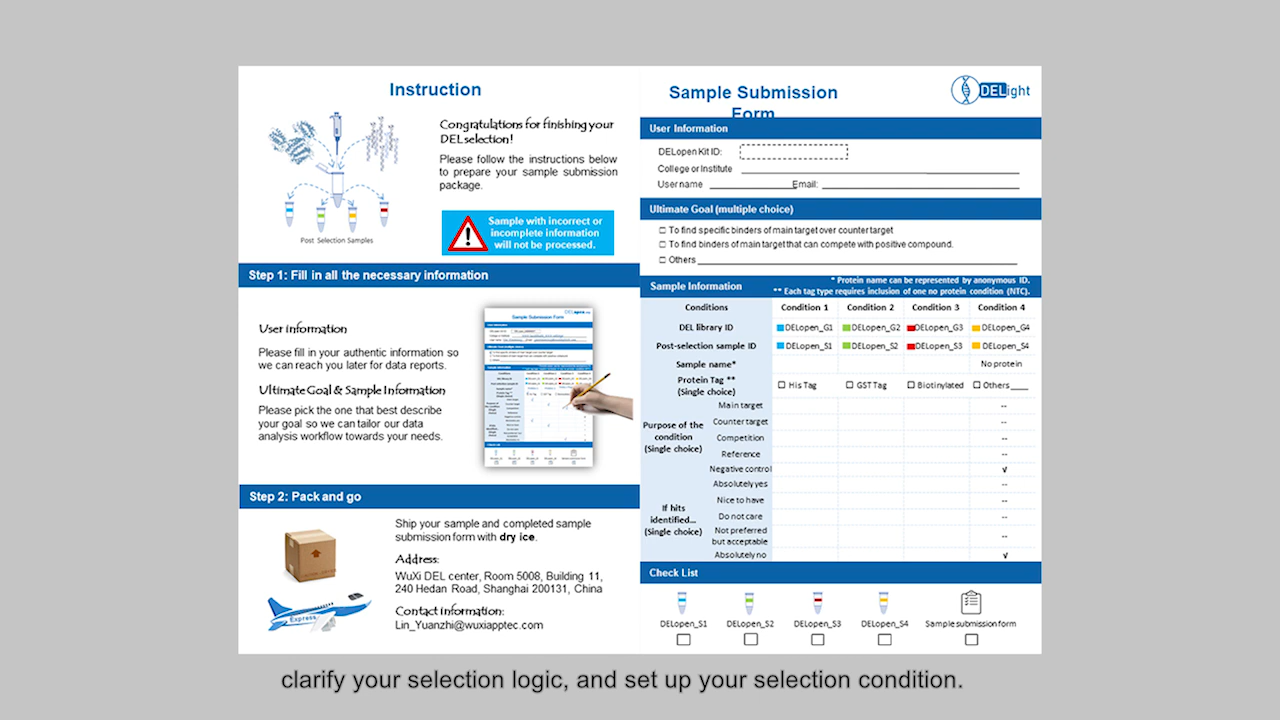 Instruction
Congratulations for finishing your
DEL selection!
Please follow the instructions below
to prepare your sample submission
package.
Post Selection Samples
Sample with incorrect or
incomplete information
will not be processed.
Step 1: Fill in all the necessary information
User information
Please fill in your authentic information so
we can reach you later for data reports.
Ultimate Goal & Sample Information
Please pick the one that best describe
your goal so we can tailor our data
analysis workflow towards your needs.
Sample Submission Form
Step 2: Pack and go
Ship your sample and completed sample
submission form with dry ice.
Address:
WuXi DEL center, Room 5008, Building 11,
240 Hedan Road, Shanghai 200131, China
Contact information:
Lin_Yuanzhi@wuxiapptec.com
Express
Sample Submission
Form
DELight
User Information
DELopen Kit ID:
College or Institute
User name Email:
Ultimate Goal (multiple choice)
☐ To find specific binders of main target over counter target
☐ To find binders of main target that can compete with positive compound.
☐ Others
Sample Information
* Protein name can be represented by anonymous ID.
** Each tag type requires inclusion of one no protein condition (NTC).
Conditions Condition 1 Condition 2 Condition 3 Condition 4
DEL library ID DELopen_G1 DELopen_G2 DELopen_G3 DELopen_G4
Post-selection sample ID DELopen_S1 DELopen_S2 DELopen_S3 DELopen_S4
Sample name* No protein
Protein Tag **
(Single choice)
☐ His Tag ☐ GST Tag ☐ Biotinylated ☐ Others____
Purpose of the
condition
(Single choice)
Main target --
Counter target --
Competition --
Reference --
Negative control √
If hits
identified...
(Single choice)
Absolutely yes --
Nice to have --
Do not care --
Not preferred
but acceptable --
Absolutely no √
Check List
DELopen_S1 DELopen_S2 DELopen_S3 DELopen_S4 Sample submission form
clarify your selection logic, and set up your selection condition.